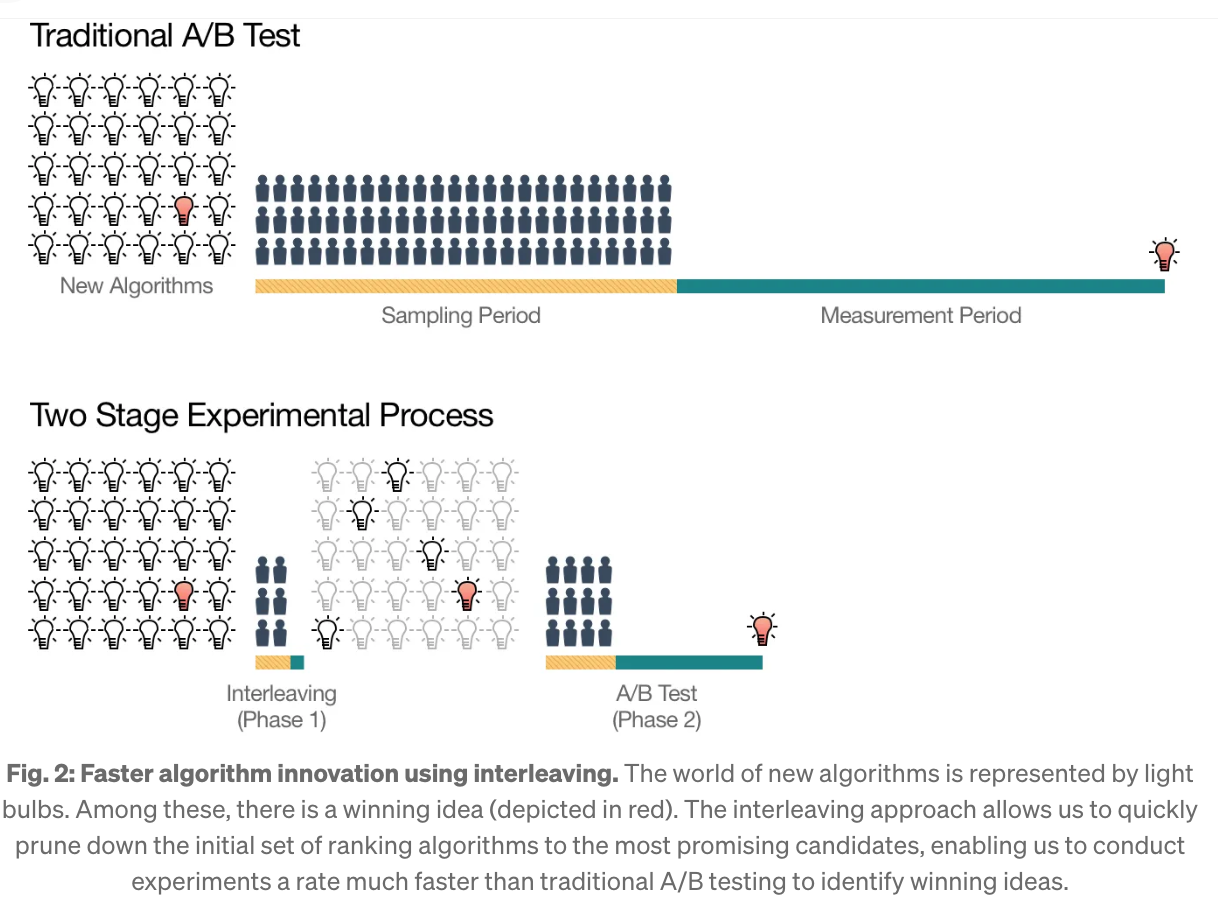 Traditional A/B Test
New Algorithms
Sampling Period
Measurement Period
Two Stage Experimental Process
Interleaving
(Phase 1)
A/B Test
(Phase 2)
Fig. 2: Faster algorithm innovation using interleaving. The world of new algorithms is represented by light
bulbs. Among these, there is a winning idea (depicted in red). The interleaving approach allows us to quickly
prune down the initial set of ranking algorithms to the most promising candidates, enabling us to conduct
experiments a rate much faster than traditional A/B testing to identify winning ideas.